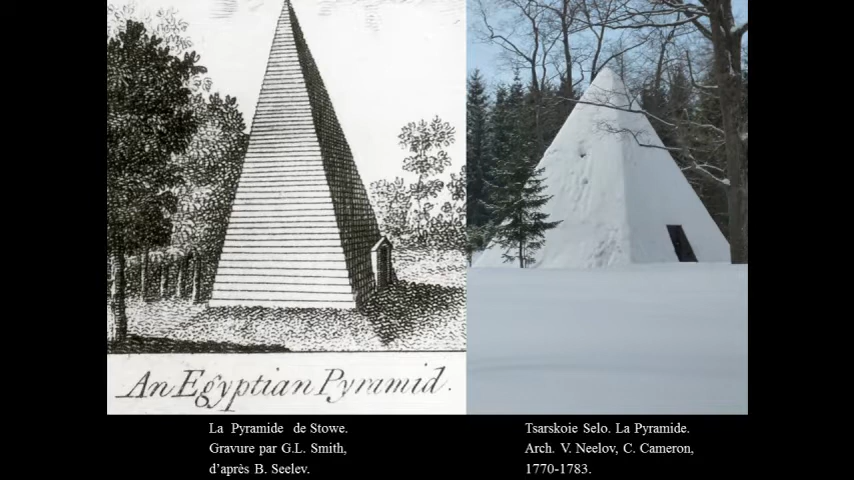 An Egyptian Pyramid.
La Pyramide de Stowe.
Gravure par G.L. Smith,
d'après B. Seelev.
Tsarskoie Selo. La Pyramide.
Arch. V. Neelov, C. Cameron,
1770-1783.